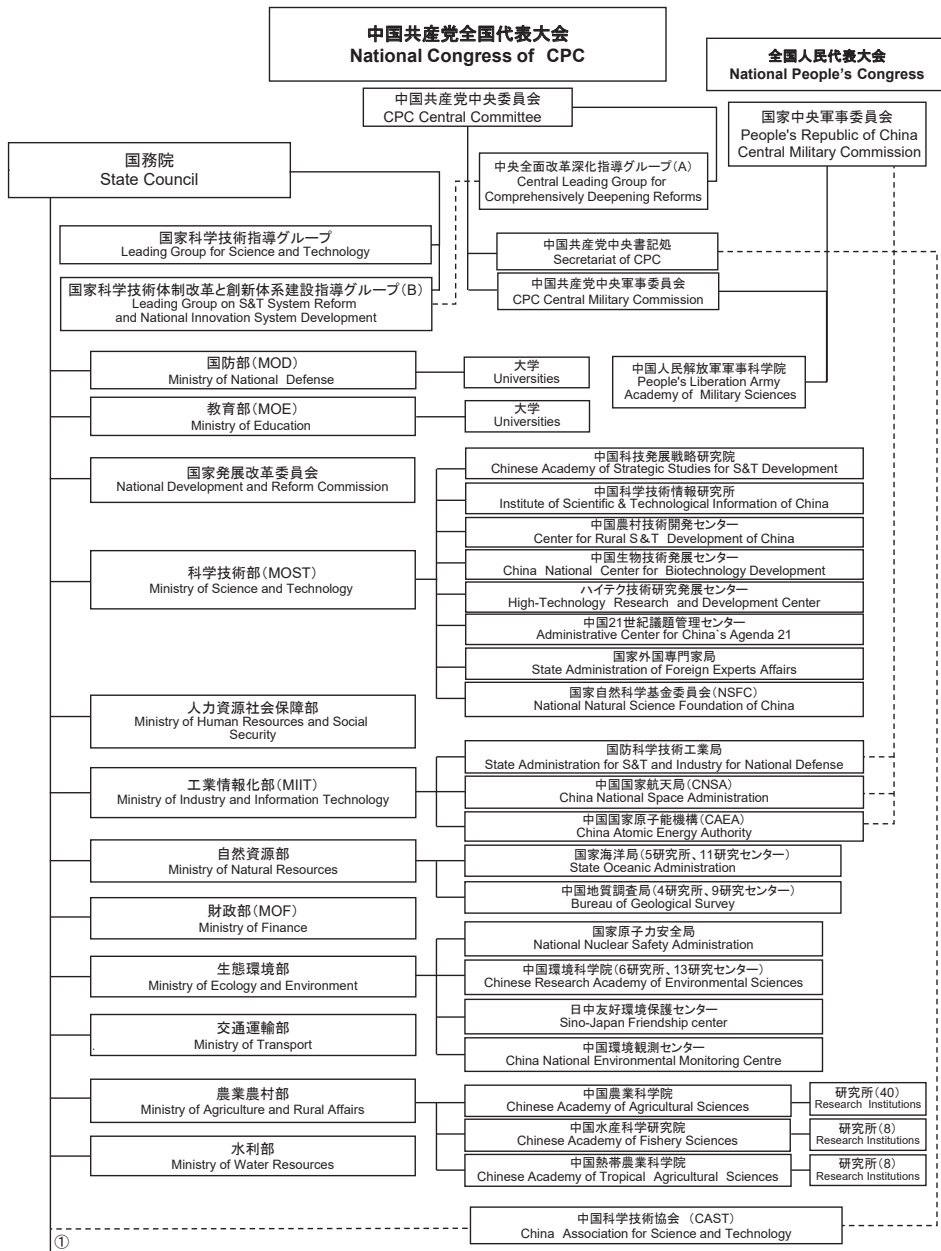 中国共産党全国代表大会
National Congress of CPC
全国人民代表大会
National People's Congress
中国共産党中央委員会
CPC Central Committee
国家中央軍事委員会
People's Republic of China
Central Military Commission
国務院
State Council
中央全面改革深化指導グループ(A)
Central Leading Group for
Comprehensively Deepening Reforms
国家科学技術指導グループ
Leading Group for Science and Technology
中国共産党中央書記処
Secretariat of CPC
国家科学技術体制改革と創新体系建設指導グループ(B)
Leading Group on S&T System Reform
and National Innovation System Development
中国共産党中央軍事委員会
CPC Central Military Commission
国防部(MOD)
Ministry of National Defense
大学
Universities
中国人民解放軍軍事科学院
People's Liberation Army
Academy of Military Sciences
教育部(MOE)
Ministry of Education
大学
Universities
国家発展改革委員会
National Development and Reform Commission
中国科技発展戦略研究院
Chinese Academy of Strategic Studies for S&T Development
中国科学技術情報研究所
Institute of Scientific & Technological Information of China
中国農村技術開発センター
Center for Rural S&T Development of China
科学技術部(MOST)
Ministry of Science and Technology
中国生物技術発展センター
China National Center for Biotechnology Development
ハイテク技術研究発展センター
High-Technology Research and Development Center
中国21世紀議題管理センター
Administrative Center for China`s Agenda 21
国家外国専門家局
State Administration of Foreign Experts Affairs
国家自然科学基金委員会(NSFC)
National Natural Science Foundation of China
人力資源社会保障部
Ministry of Human Resources and Social
Security
工業情報化部(MIIT)
Ministry of Industry and Information Technology
国防科学技術工業局
State Administration for S&T and Industry for National Defense
中国国家航天局(CNSA)
China National Space Administration
中国国家原子能機構(CAEA)
China Atomic Energy Authority
自然資源部
Ministry of Natural Resources
国家海洋局(5研究所、11研究センター)
State Oceanic Administration
中国地質調査局(4研究所、9研究センター)
Bureau of Geological Survey
財政部(MOF)
Ministry of Finance
国家原子力安全局
National Nuclear Safety Administration
生態環境部
Ministry of Ecology and Environment
中国環境科学院(6研究所、13研究センター)
Chinese Research Academy of Environmental Sciences
日中友好環境保護センター
Sino-Japan Friendship center
交通運輸部
Ministry of Transport
中国環境観測センター
China National Environmental Monitoring Centre
農業農村部
Ministry of Agriculture and Rural Affairs
中国農業科学院
Chinese Academy of Agricultural Sciences
研究所(40)
Research Institutions
中国水産科学研究院
Chinese Academy of Fishery Sciences
研究所(8)
Research Institutions
水利部
Ministry of Water Resources
中国熱帯農業科学院
Chinese Academy of Tropical Agricultural Sciences
研究所(8)
Research Institutions
中国科学技術協会 (CAST)
China Association for Science and Technology
①